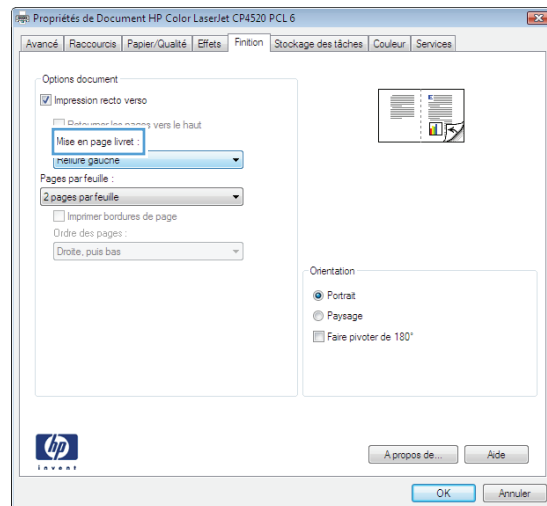 Propriétés de Document HP Color LaserJet CP4520 PCL 6
Avancé Raccourcis Papier/Qualité Effets Finition Stockage des tâches Couleur Services
Options document
Impression recto verso
Retourner les pages vers le haut
Mise en page livret :
Reliure gauche
Pages par feuille :
2 pages par feuille
Imprimer bordures de page
Ordre des pages :
Droite, puis bas
Orientation
Portrait
Paysage
Faire pivoter de 180°
hp
invent
A propos de... Aide
OK Annuler